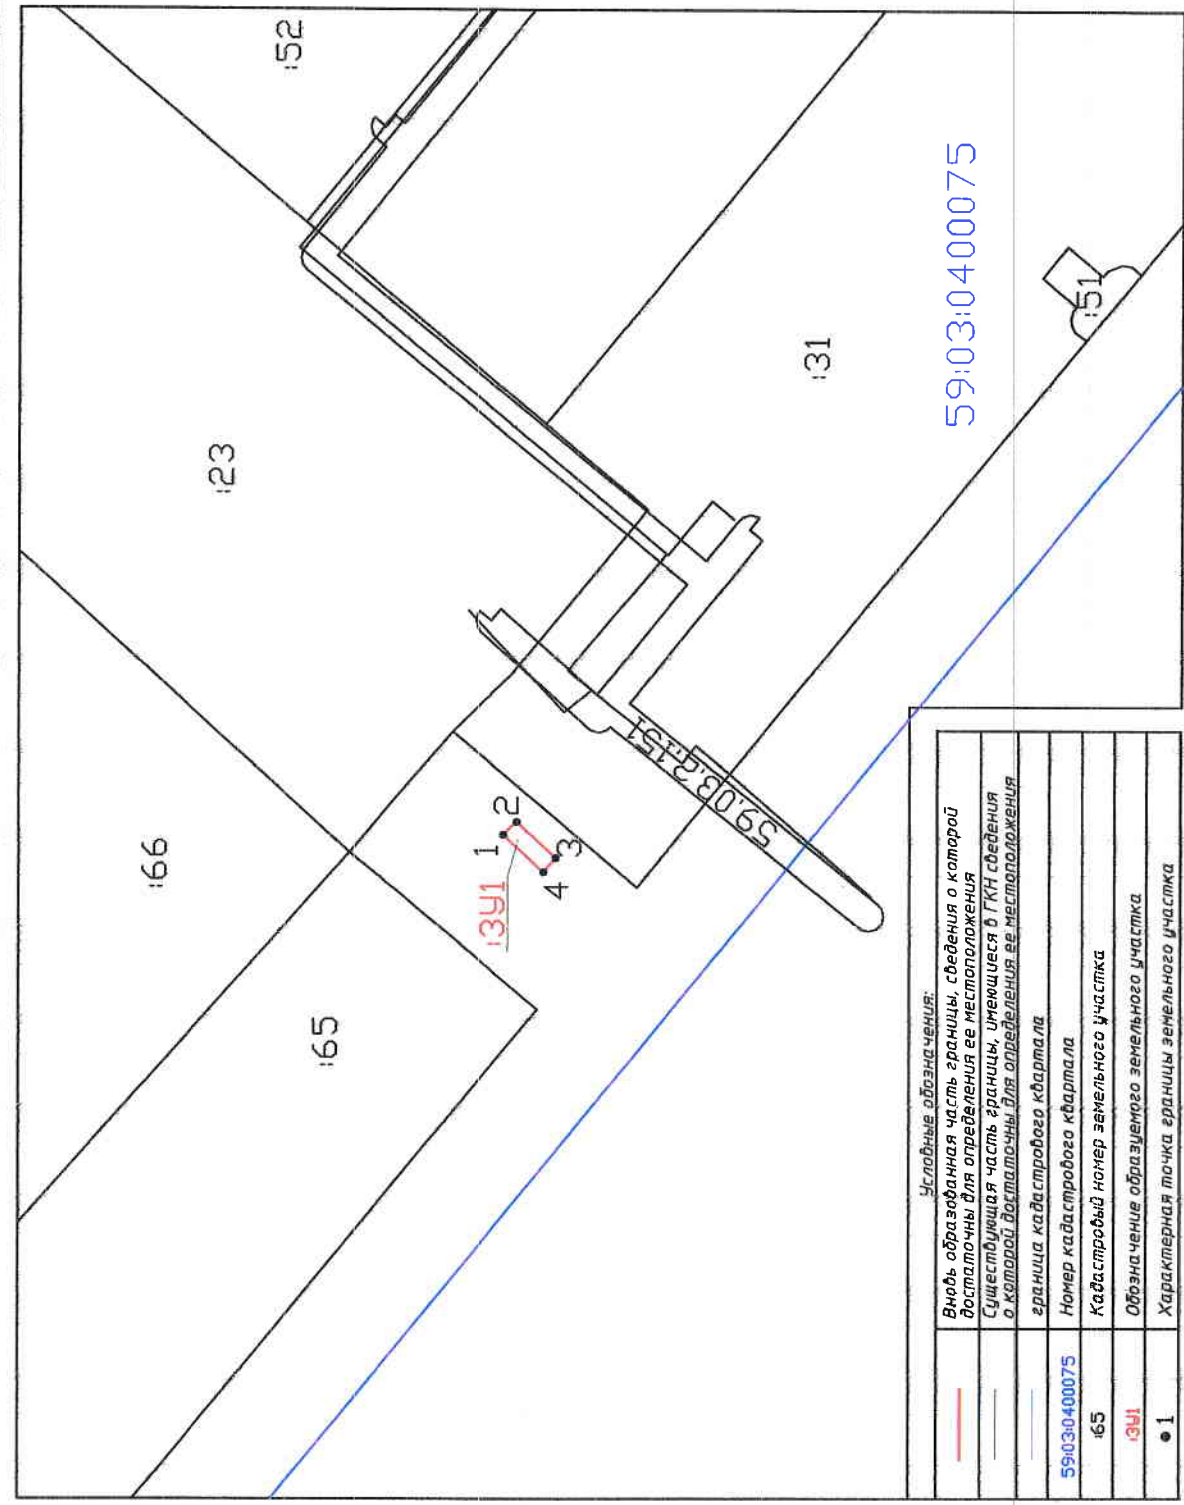 :52
:23
:66
:65
:31
:51
59:03:0400075
:ЗУ1
1
2
3
4
59.03.2.151
Условные обозначения:
Вновь образованная часть границы, сведения о которой
достаточны для определения ее местоположения
Существующая часть границы, имеющиеся в ГКН сведения
о которой достаточны для определения ее местоположения
граница кадастрового квартала
59:03:0400075 Номер кадастрового квартала
:65 Кадастровый номер земельного участка
:ЗУ1 Обозначение образуемого земельного участка
1 Характерная точка границы земельного участка